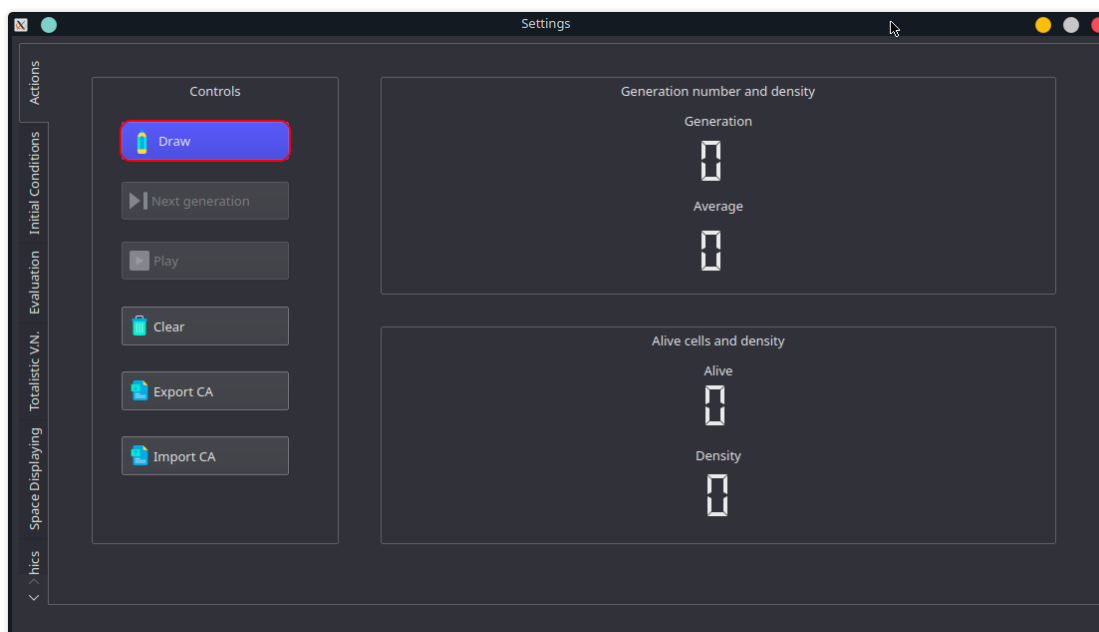 Settings
Actions
Initial Conditions
Evaluation
Totalistic V.N.
Space Displaying
hics
Controls
Draw
Next generation
Play
Clear
Export CA
Import CA
Generation number and density
Generation
0
Average
0
Alive cells and density
Alive
0
Density
0